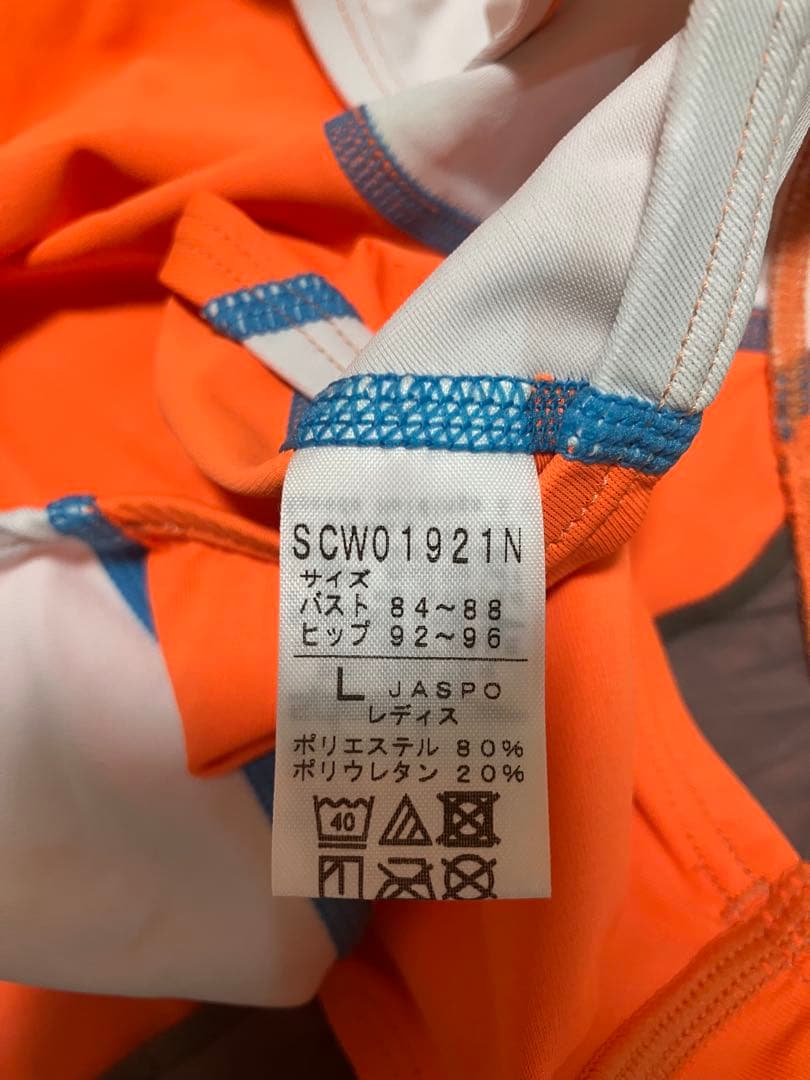 SCW01921N
サイズ
バスト 84～88
ヒップ 92～96
L JASPO
レディス
ポリエステル 80%
ポリウレタン 20%
40